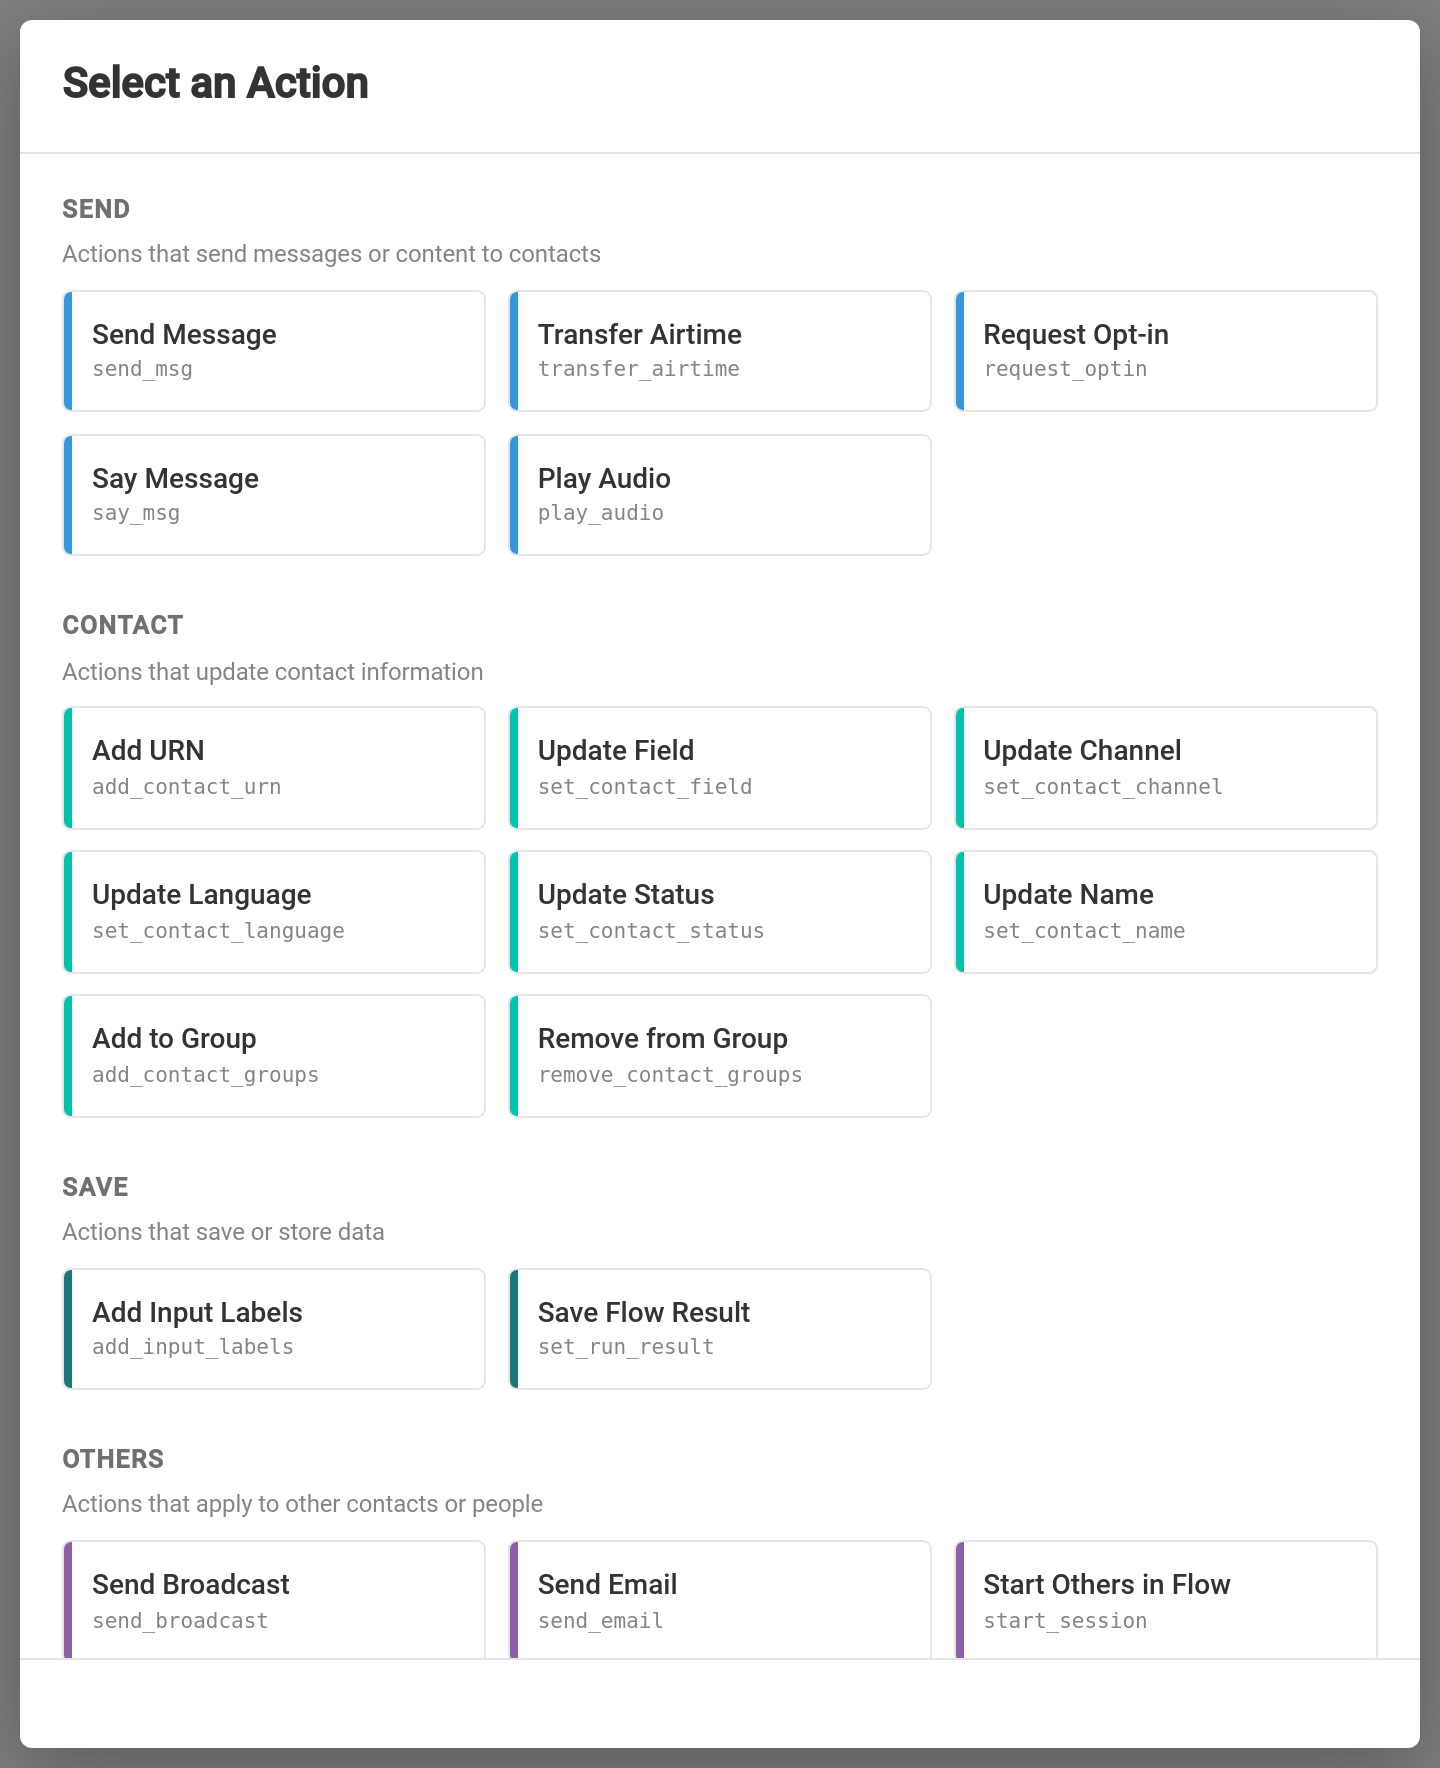 Select an Action
SEND
Actions that send messages or content to contacts
Send Message
send_msg
Transfer Airtime
transfer_airtime
Request Opt-in
request_optin
Say Message
say_msg
Play Audio
play_audio
CONTACT
Actions that update contact information
Add URN
add_contact_urn
Update Field
set_contact_field
Update Channel
set_contact_channel
Update Language
set_contact_language
Update Status
set_contact_status
Update Name
set_contact_name
Add to Group
add_contact_groups
Remove from Group
remove_contact_groups
SAVE
Actions that save or store data
Add Input Labels
add_input_labels
Save Flow Result
set_run_result
OTHERS
Actions that apply to other contacts or people
Send Broadcast
send_broadcast
Send Email
send_email
Start Others in Flow
start_session